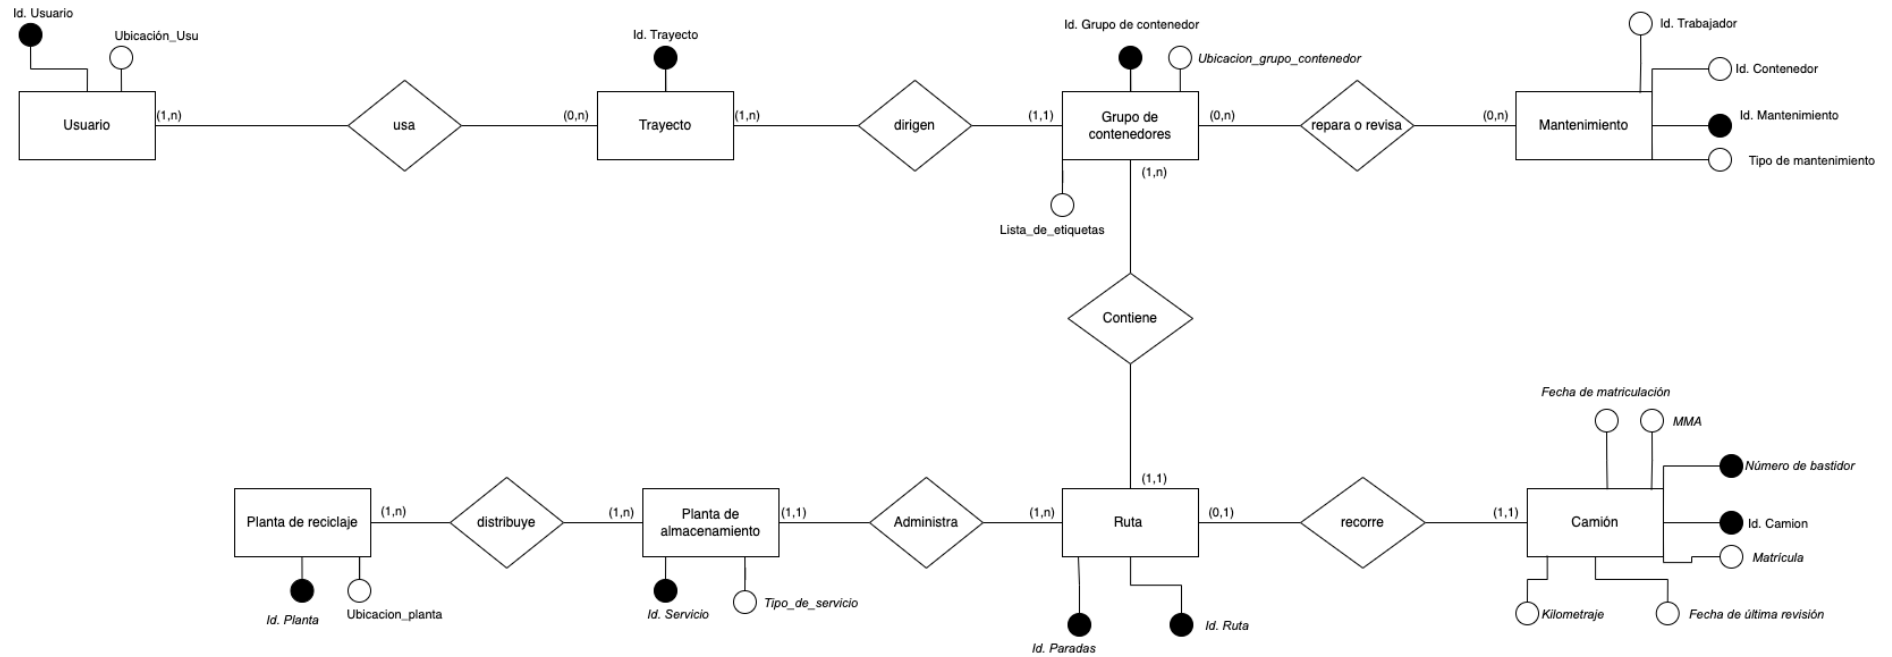 Id. Usuario
Ubicación_Usu
Id. Trayecto
Id. Grupo de contenedor
Ubicacion_grupo_contenedor
Id. Trabajador
Id. Contenedor
Id. Mantenimiento
Tipo de mantenimiento
Usuario
(1,n)
usa
(0,n)
Trayecto
(1,n)
dirigen
(1,1)
Grupo de
contenedores
(0,n)
repara o revisa
(0,n)
Mantenimiento
(1,n)
Lista_de_etiquetas
Contiene
(1,1)
Fecha de matriculación
MMA
Número de bastidor
Id. Camion
Matrícula
Planta de reciclaje
(1,n)
distribuye
(1,n)
Planta de
almacenamiento
(1,1)
Administra
(1,n)
Ruta
(0,1)
recorre
(1,1)
Camión
Id. Planta
Ubicacion_planta
Id. Servicio
Tipo_de_servicio
Id. Paradas
Id. Ruta
Kilometraje
Fecha de última revisión